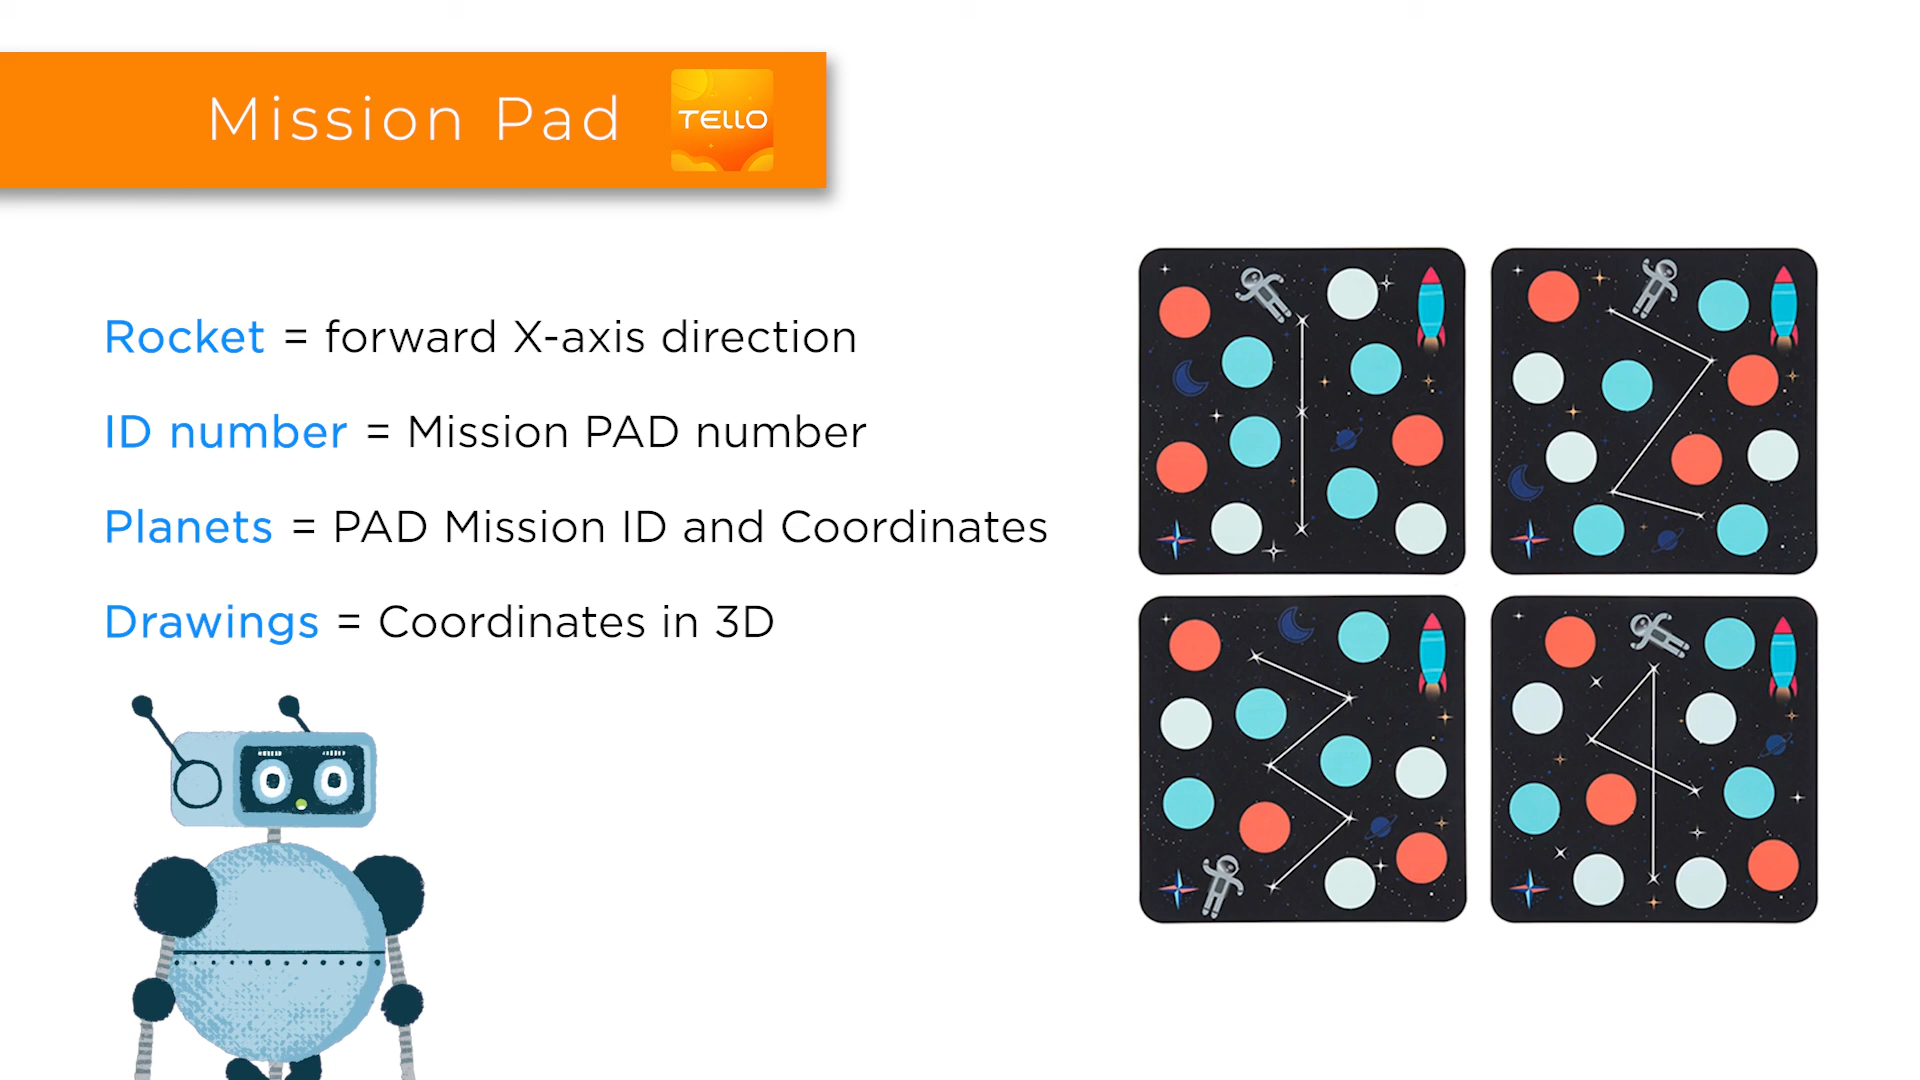 Mission Pad
TELLO
Rocket = forward X-axis direction
ID number = Mission PAD number
Planets = PAD Mission ID and Coordinates
Drawings = Coordinates in 3D